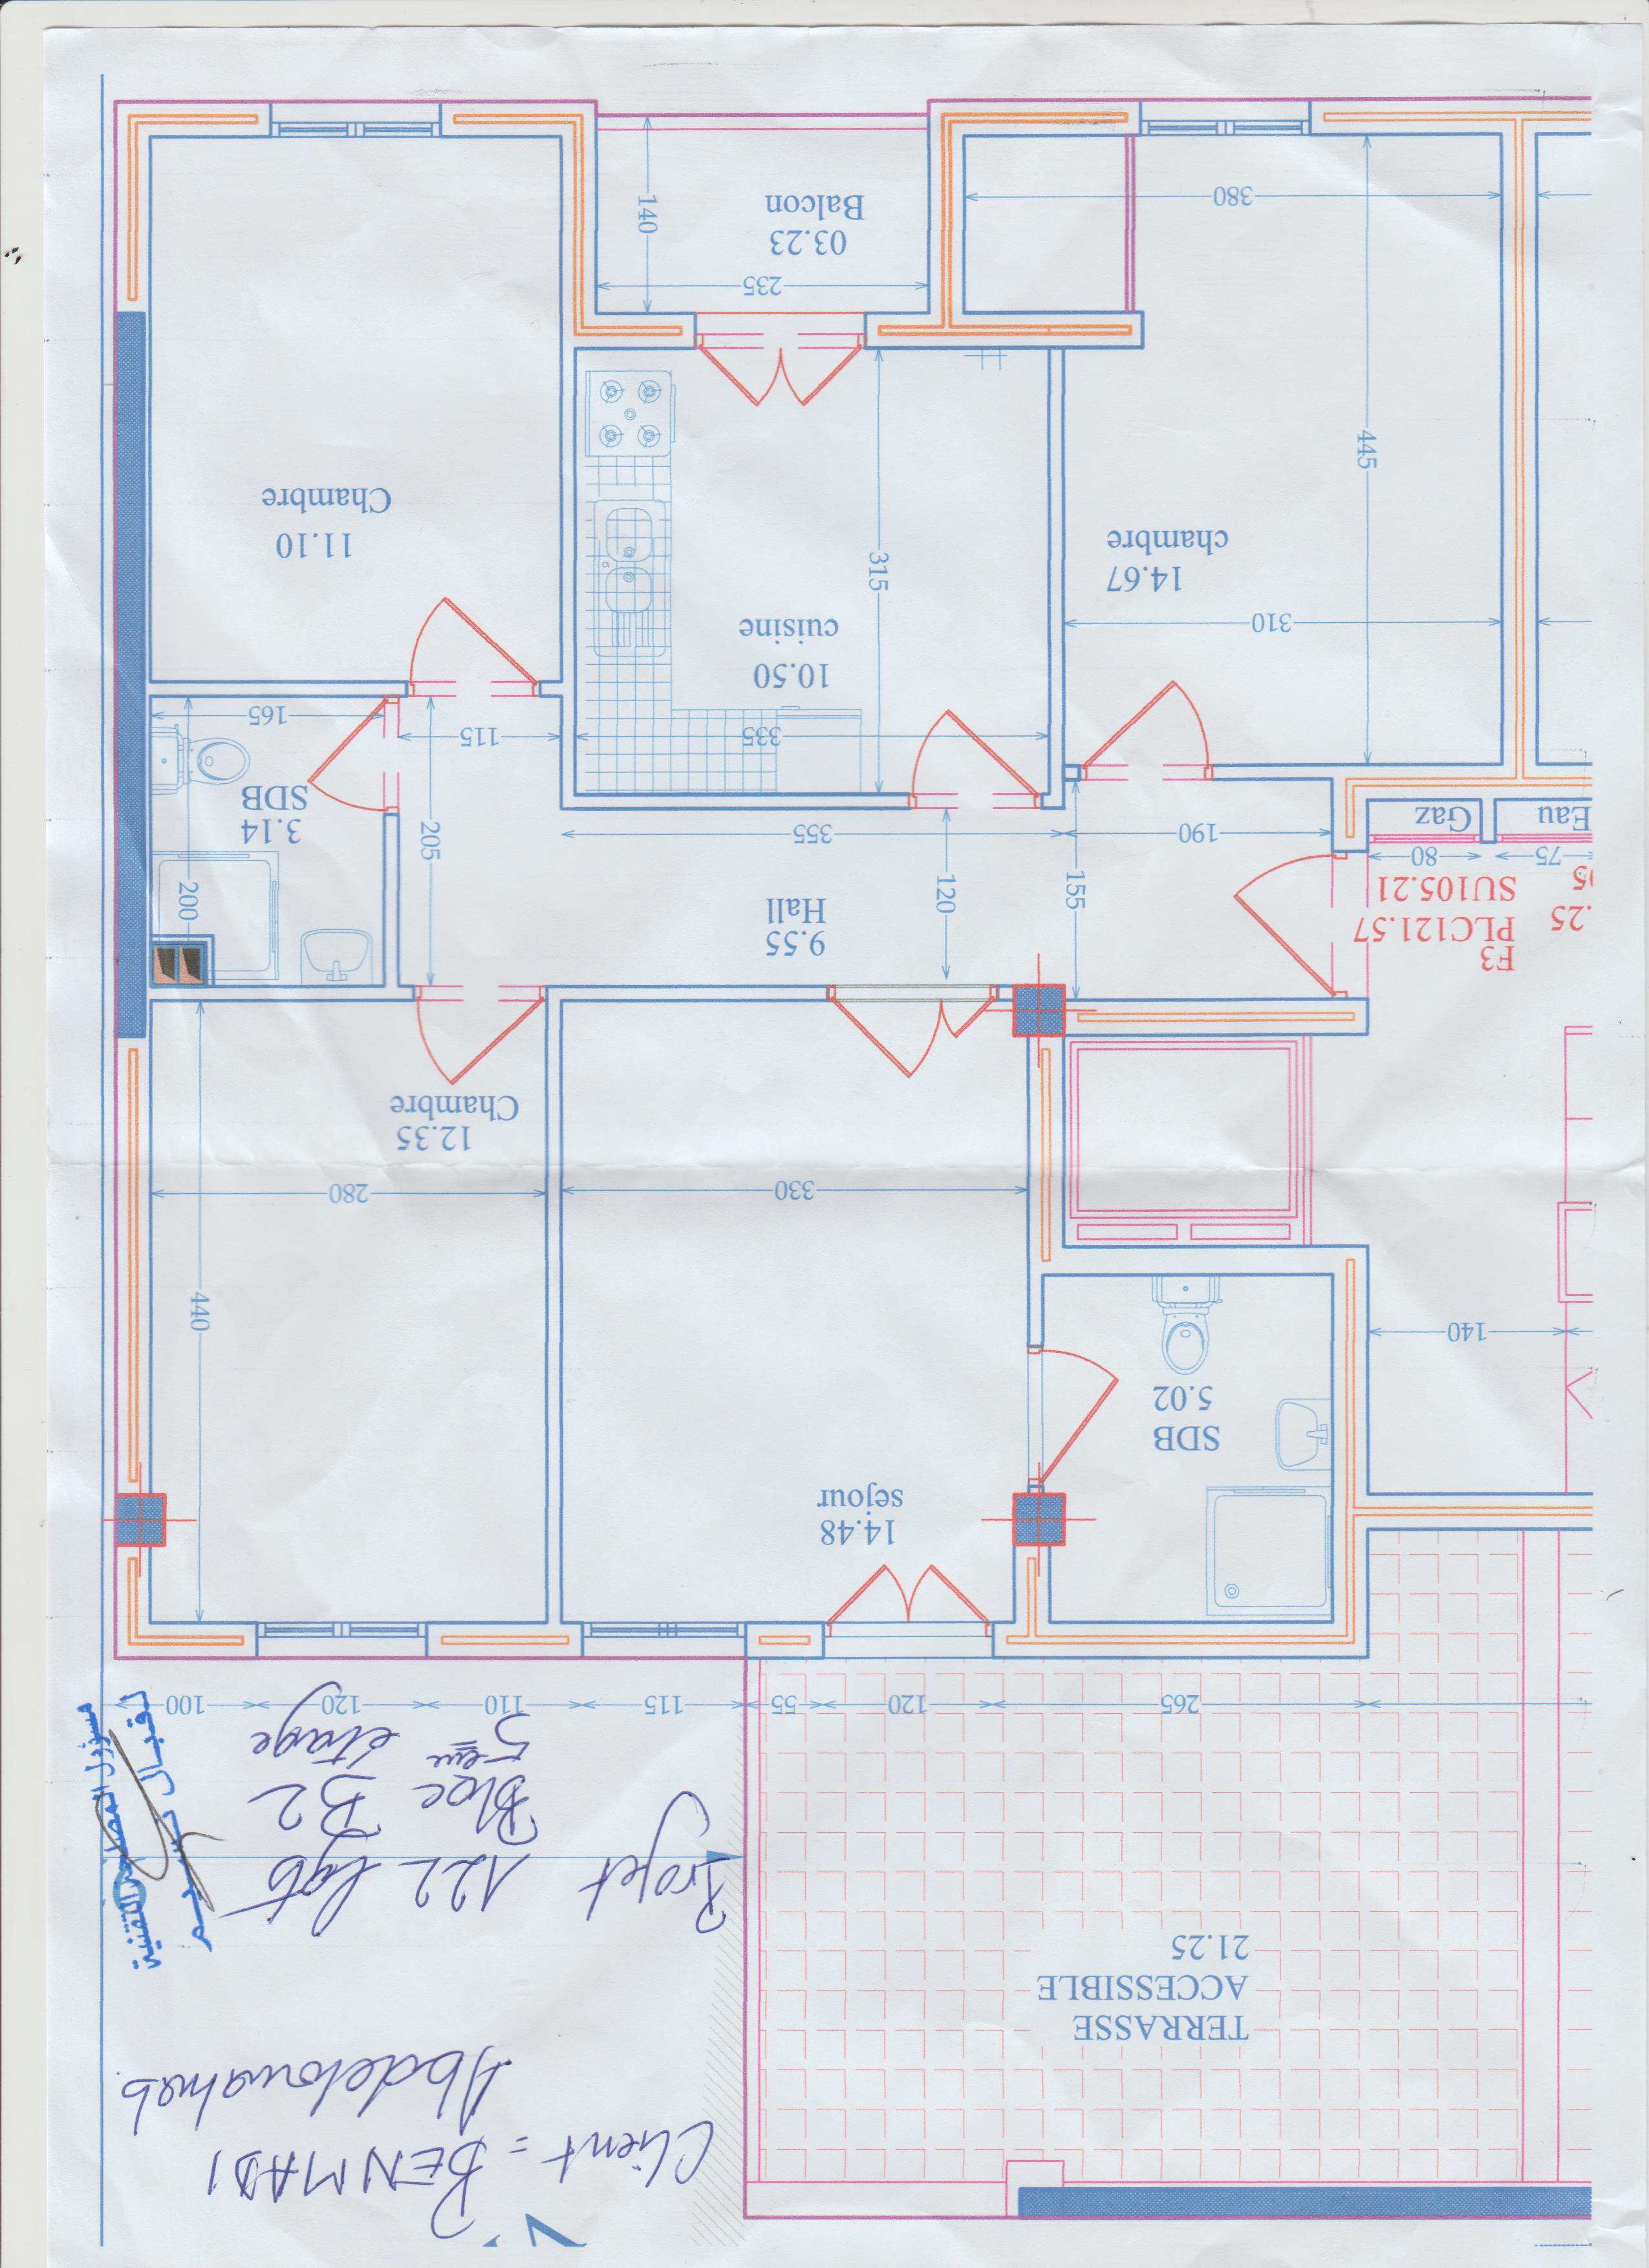 Client = BENMADI
Abdelouahab.
TERRASSE
ACCESSIBLE
21.25
Projet 122 lgts
Bloc B2
5ème étage
مسؤول المصالح التقنية
265
120
55
115
110
120
100
14.48
sejour
SDB
5.02
140
440
330
280
12.35
Chambre
F3
PLC121.57
SU105.21
.25
75
80
Eau
Gaz
9.55
Hall
155
120
190
355
205
200
3.14
SDB
335
115
165
10.50
cuisine
310
315
14.67
chambre
11.10
Chambre
445
380
235
03.23
Balcon
140